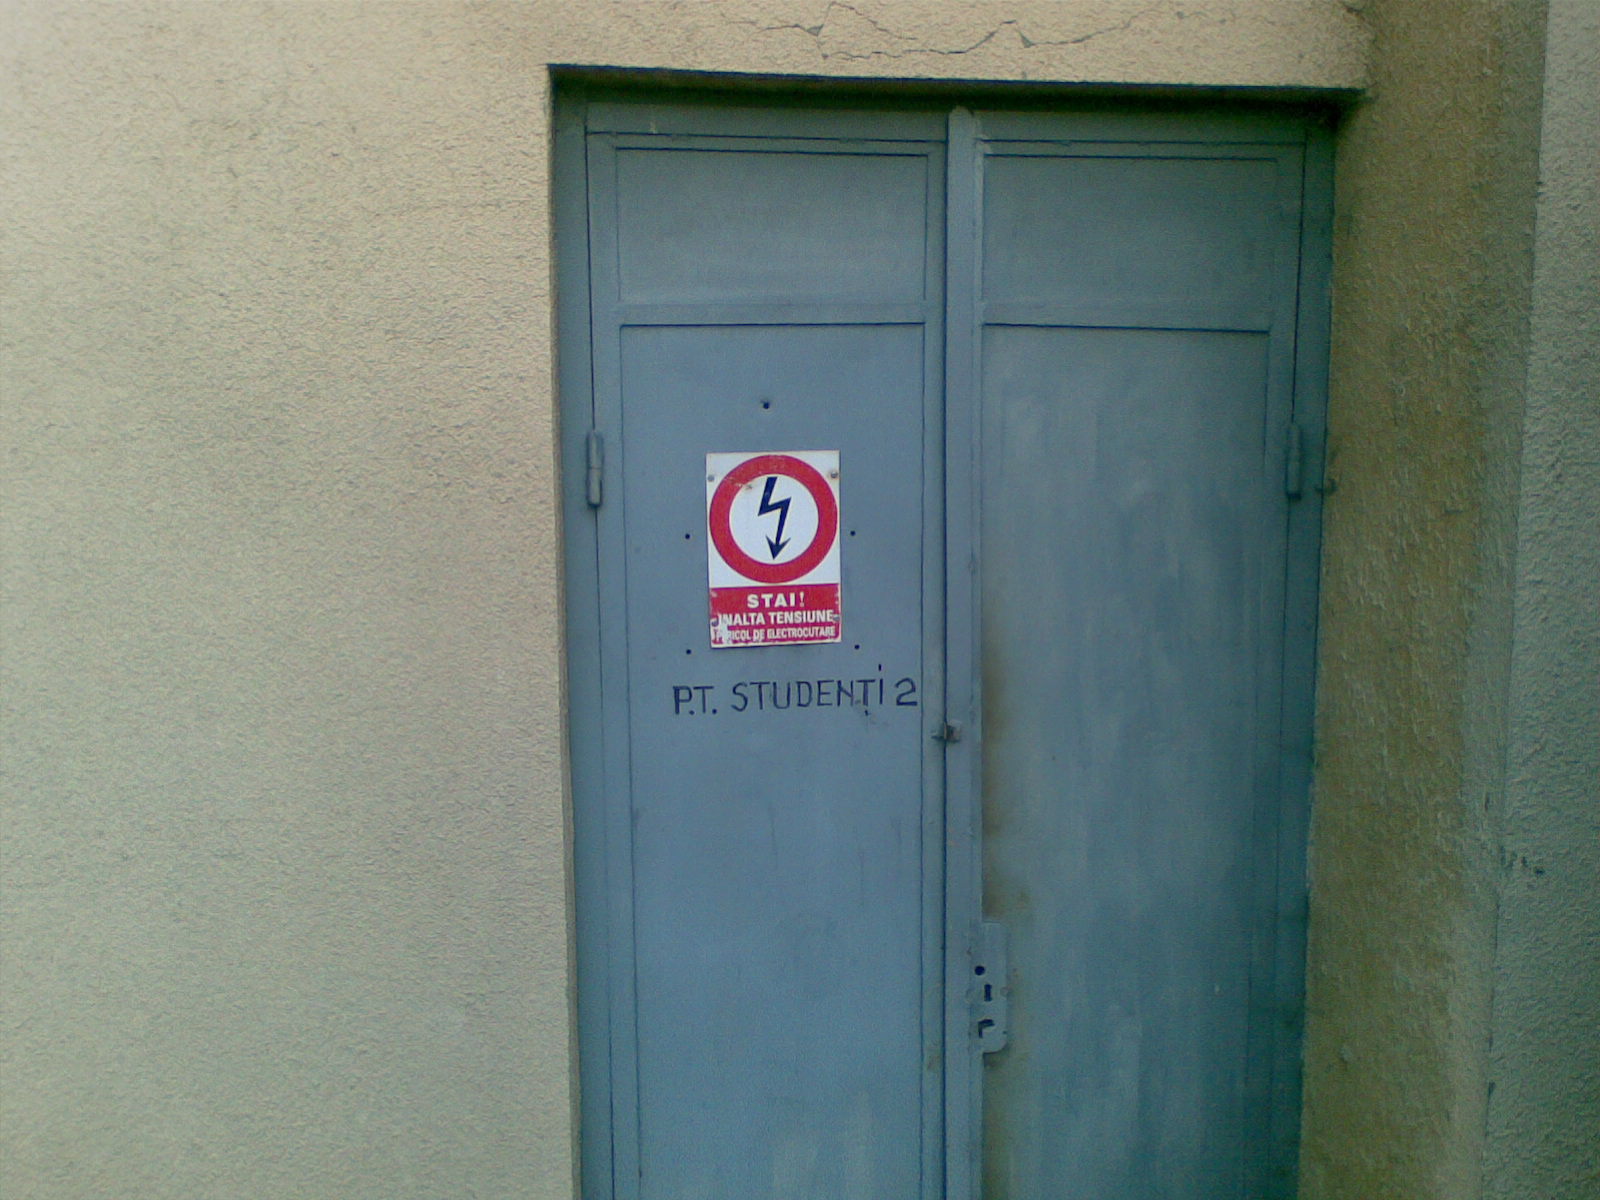 STAI!
INALTA TENSIUNE
PERICOL DE ELECTROCUTARE
P.T. STUDENȚI 2